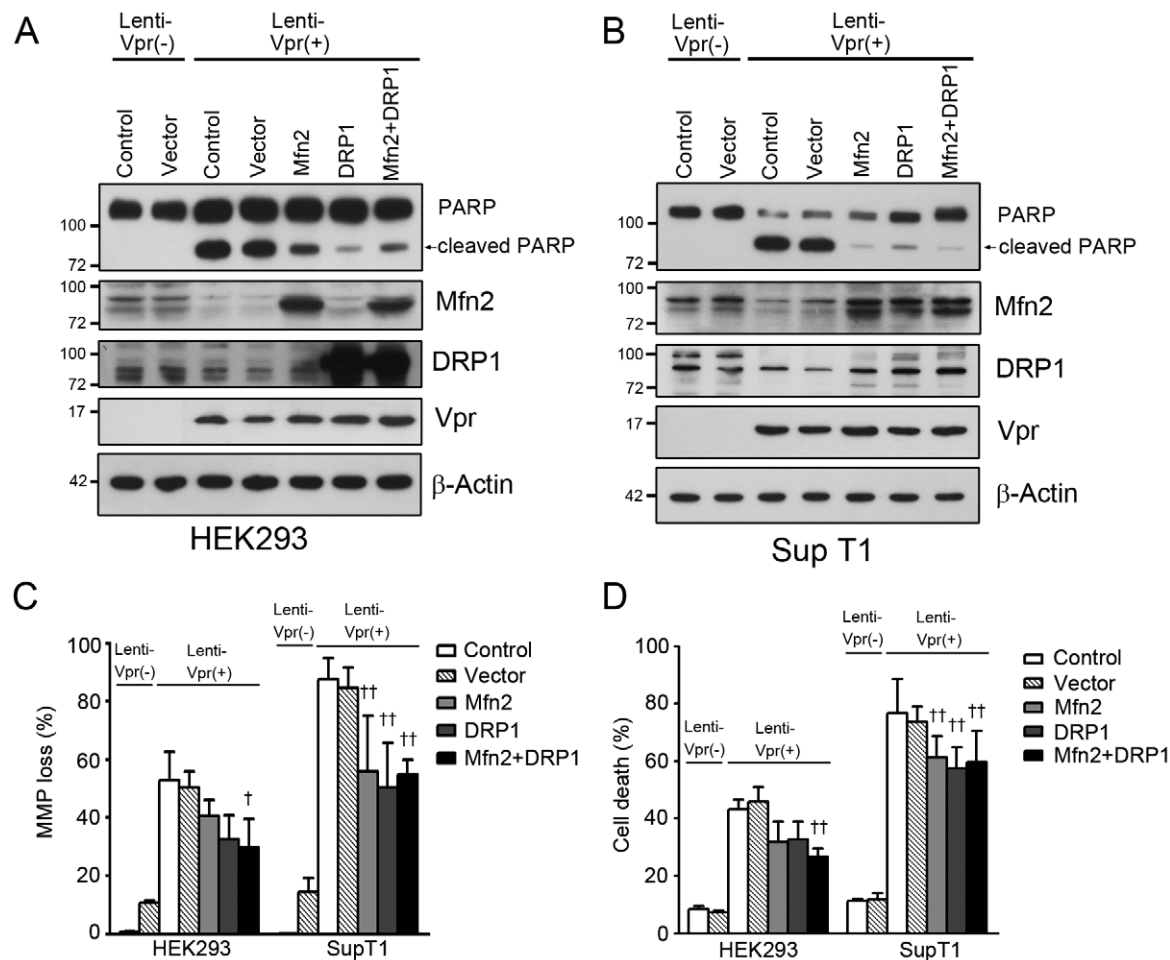 A
Lenti-
Vpr(-)
Lenti-
Vpr(+)
Control
Vector
Control
Vector
Mfn2
DRP1
Mfn2+DRP1
PARP
100
cleaved PARP
72
100
Mfn2
72
100
DRP1
72
17
Vpr
42
β-Actin
HEK293
B
Lenti-
Vpr(-)
Lenti-
Vpr(+)
Control
Vector
Control
Vector
Mfn2
DRP1
Mfn2+DRP1
PARP
100
cleaved PARP
72
100
Mfn2
72
100
DRP1
72
17
Vpr
42
β-Actin
Sup T1
C
Lenti-
Vpr(-)
Lenti-
Vpr(+)
Lenti-
Vpr(-)
Lenti-
Vpr(+)
MMP loss (%)
100
80
60
40
20
0
†
††
††
††
HEK293
SupT1
Control
Vector
Mfn2
DRP1
Mfn2+DRP1
D
Lenti-
Vpr(-)
Lenti-
Vpr(+)
Lenti-
Vpr(-)
Lenti-
Vpr(+)
Cell death (%)
100
80
60
40
20
0
††
††
††
††
HEK293
SupT1
Control
Vector
Mfn2
DRP1
Mfn2+DRP1